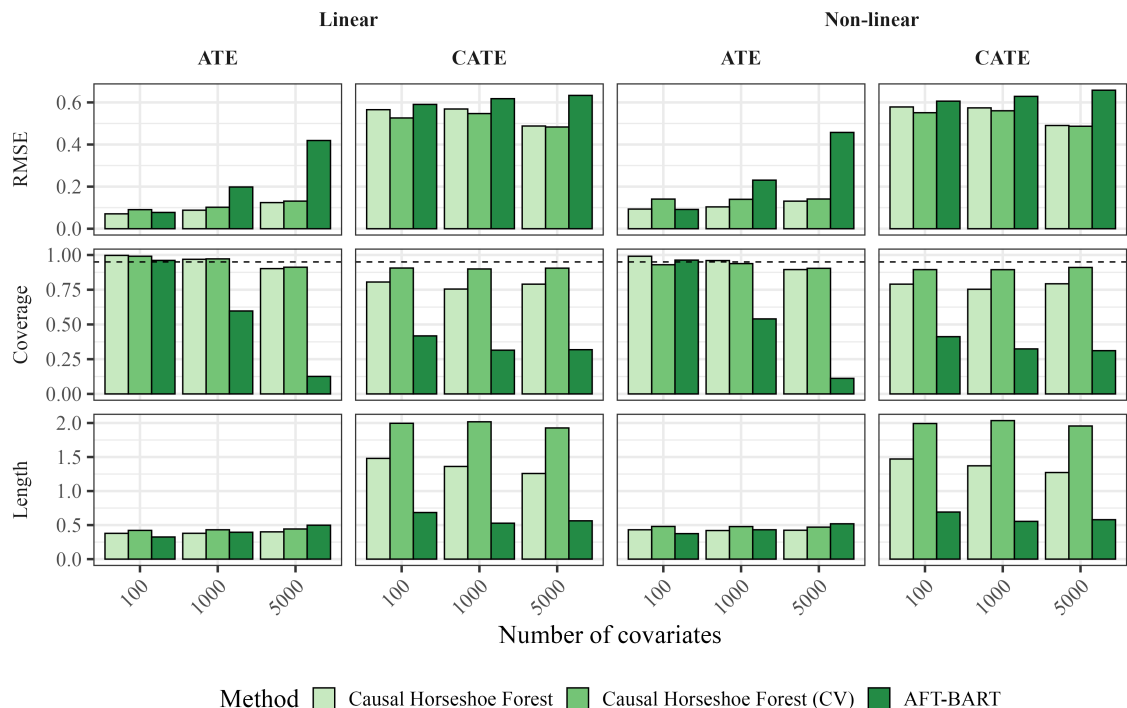 Linear Non-linear
ATE CATE ATE CATE
RMSE
0.6
0.4
0.2
0.0
Coverage
1.00
0.75
0.50
0.25
0.00
Length
2.0
1.5
1.0
0.5
0.0
100 1000 5000 100 1000 5000 100 1000 5000 100 1000 5000
Number of covariates
Method Causal Horseshoe Forest Causal Horseshoe Forest (CV) AFT-BART